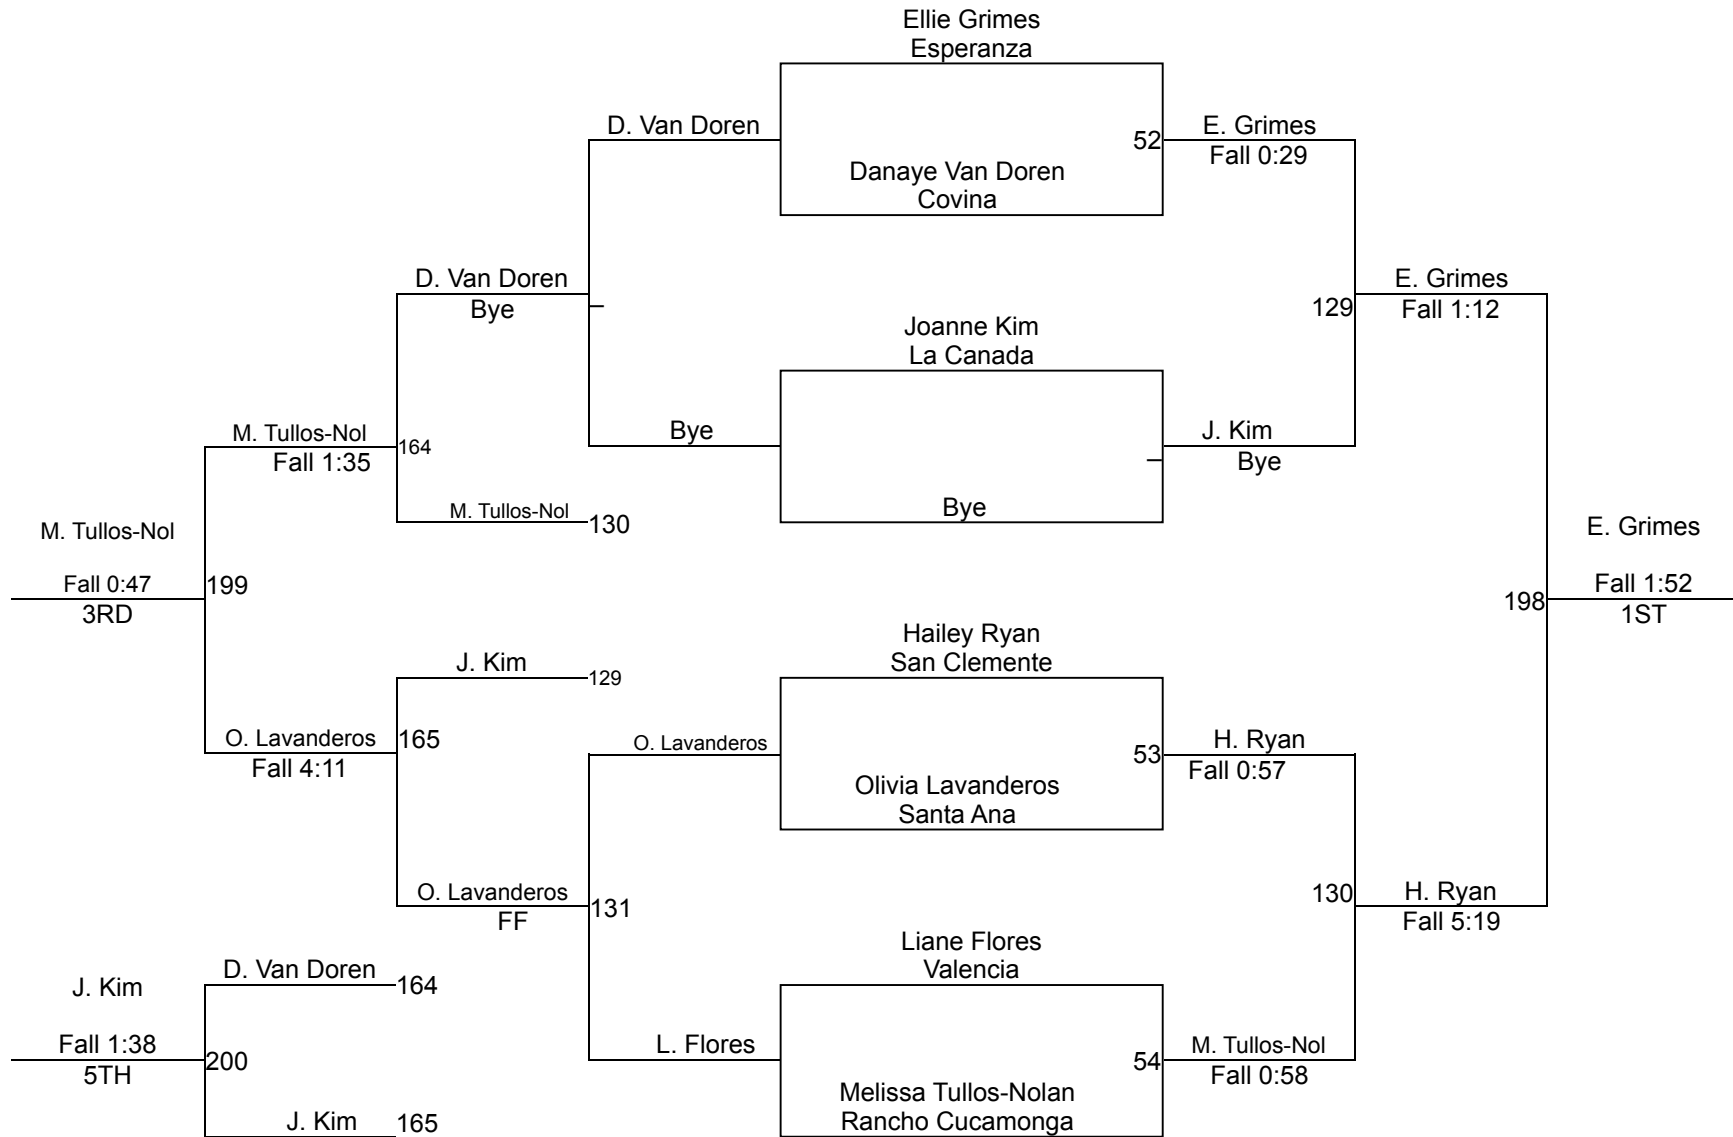 Ellie Grimes
Esperanza
D. Van Doren
52
E. Grimes
Fall 0:29
Danaye Van Doren
Covina
D. Van Doren
Bye
E. Grimes
129
Fall 1:12
Joanne Kim
La Canada
M. Tullos-Nol
164
Fall 1:35
Bye
J. Kim
Bye
M. Tullos-Nol
130
Bye
M. Tullos-Nol
E. Grimes
Fall 0:47
199
3RD
198
Fall 1:52
1ST
Hailey Ryan
San Clemente
J. Kim
129
O. Lavanderos
165
Fall 4:11
O. Lavanderos
53
H. Ryan
Fall 0:57
Olivia Lavanderos
Santa Ana
O. Lavanderos
131
FF
130
H. Ryan
Fall 5:19
Liane Flores
Valencia
D. Van Doren
164
J. Kim
Fall 1:38
200
5TH
L. Flores
54
M. Tullos-Nol
Fall 0:58
Melissa Tullos-Nolan
Rancho Cucamonga
J. Kim
165